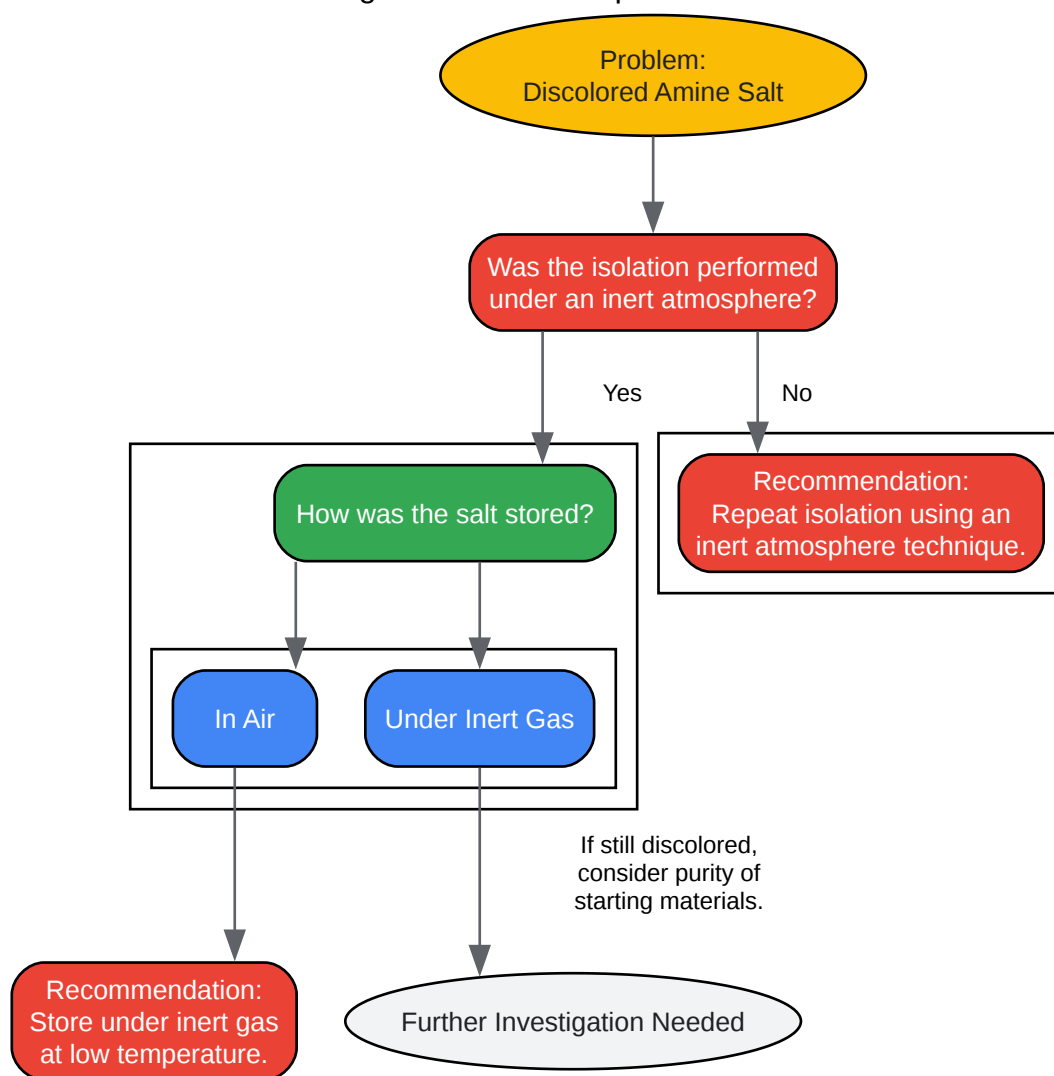 Problem:
Discolored Amine Salt
Was the isolation performed
under an inert atmosphere?
Yes
No
How was the salt stored?
Recommendation:
Repeat isolation using an
inert atmosphere technique.
In Air
Under Inert Gas
If still discolored,
consider purity of
starting materials.
Recommendation:
Store under inert gas
at low temperature.
Further Investigation Needed